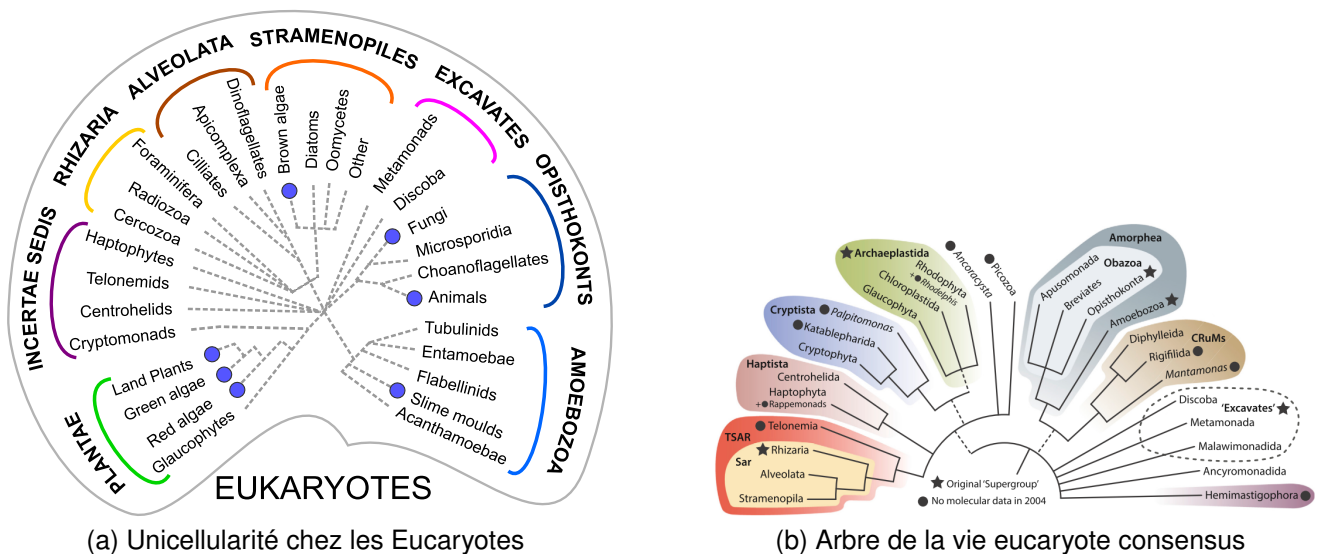 INCERTAE SEDIS
RHIZARIA
ALVEOLATA
STRAMENOPILES
EXCAVATES
OPISTHOKONTS
AMOEBOZOA
PLANTAE
Dinoflagellates
Apicomplexa
Cilliates
Foraminifera
Radiozoa
Cercozoa
Haptophytes
Telonemids
Centrohelids
Cryptomonads
Land Plants
Green algae
Red algae
Glaucophytes
Brown algae
Diatoms
Oomycetes
Other
Metamonads
Discoba
Fungi
Microsporidia
Choanoflagellates
Animals
Tubulinids
Entamoebae
Flabellinids
Slime moulds
Acanthamoebae
EUKARYOTES
(a) Unicellularité chez les Eucaryotes
Archaeplastida
Rhodophyta
+ Rhodelphis
Chloroplastida
Glaucophyta
Ancoracysta
Picozoa
Cryptista
Palpitomonas
Katablepharida
Cryptophyta
Haptista
Centrohelida
Haptophyta
+ Rappemonads
TSAR
Telonemia
Sar
Rhizaria
Alveolata
Stramenopila
Amorphea
Obazoa
Apusomonada
Breviates
Opisthokonta
Amoebozoa
Diphylleida
CRuMs
Rigifilida
Mantamonas
Discoba
'Excavates'
Metamonada
Malawimonadida
Ancyromonadida
Hemimastigophora
Original 'Supergroup'
No molecular data in 2004
(b) Arbre de la vie eucaryote consensus